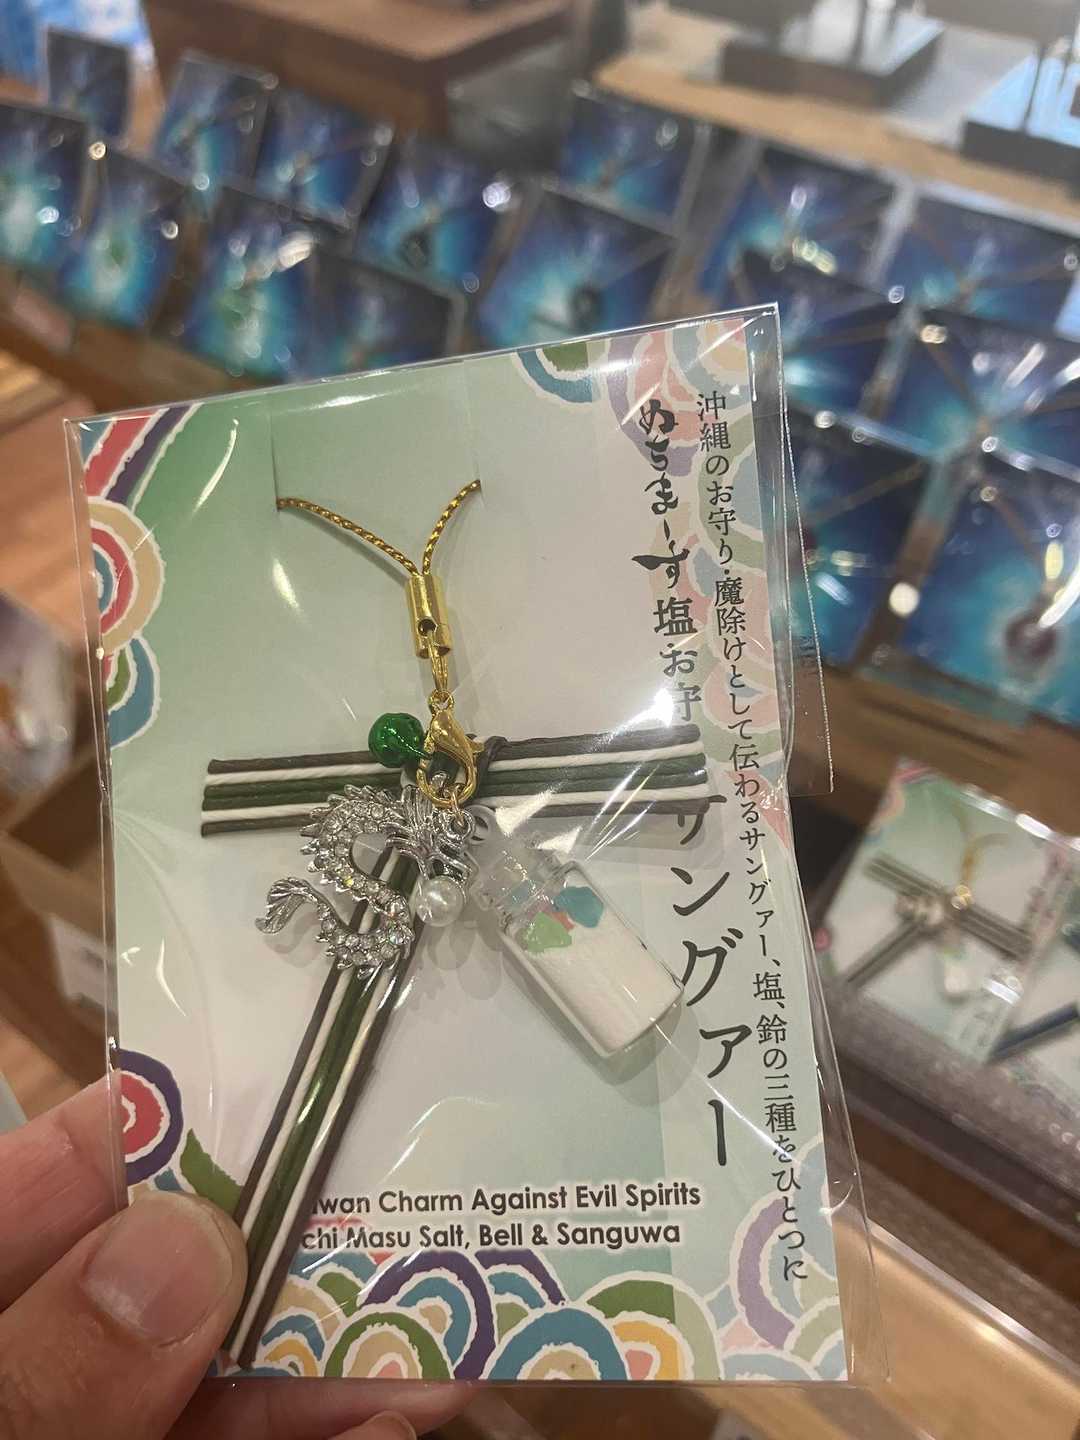 沖縄のお守り・魔除けとして伝わるサングァー、塩、鈴の三種をひとつに
ぬちまーす塩・お守
サングァー
wan Charm Against Evil Spirits
chi Masu Salt, Bell & Sanguwa